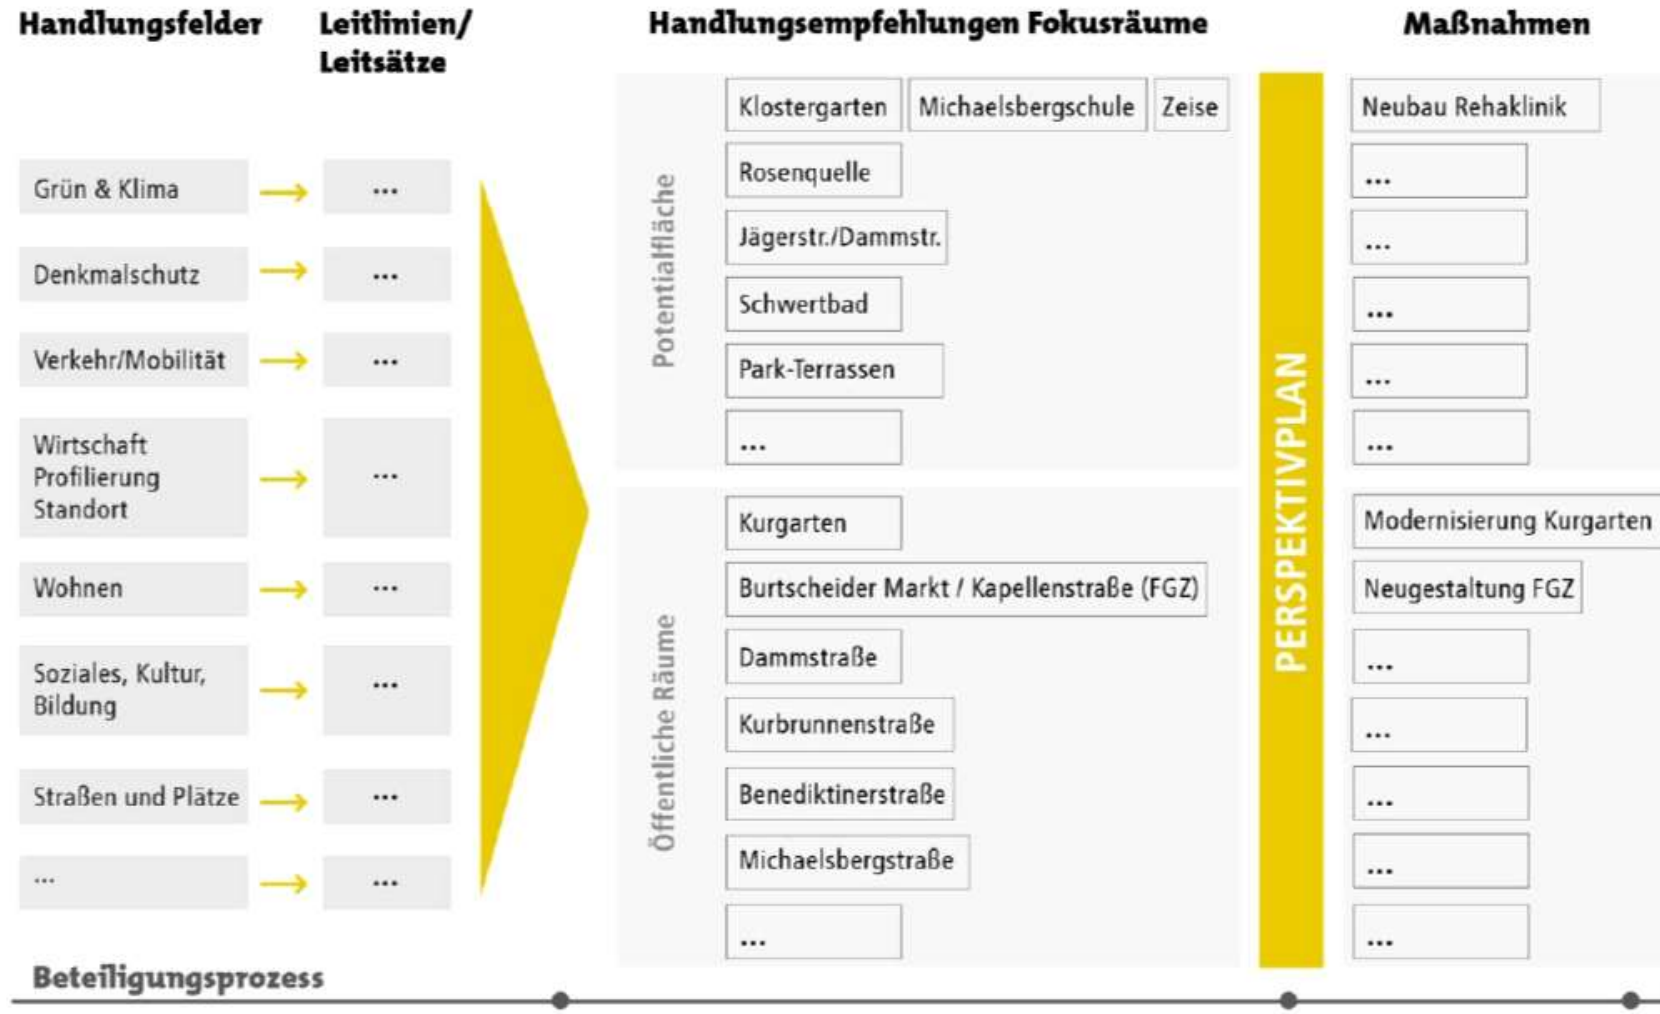 Handlungsfelder
Leitlinien/
Leitsätze
Handlungsempfehlungen Fokusräume
Maßnahmen
Grün & Klima
...
Denkmalschutz
...
Verkehr/Mobilität
...
Wirtschaft
Profilierung
Standort
...
Wohnen
...
Soziales, Kultur,
Bildung
...
Straßen und Plätze
...
...
...
Potentialfläche
Klostergarten
Michaelsbergschule
Zeise
Rosenquelle
Jägerstr./Dammstr.
Schwertbad
Park-Terrassen
...
Öffentliche Räume
Kurgarten
Burtscheider Markt / Kapellenstraße (FGZ)
Dammstraße
Kurbrunnenstraße
Benediktinerstraße
Michaelsbergstraße
...
PERSPEKTIVPLAN
Neubau Rehaklinik
...
...
...
...
...
Modernisierung Kurgarten
Neugestaltung FGZ
...
...
...
...
...
Beteiligungsprozess